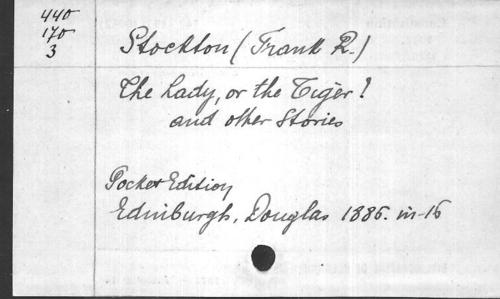 440
170
3
Stockton (Frank R.)
The Lady, or the Tiger?
and other Stories
Pocket Edition
Edinburgh, Douglas 1886. in-16